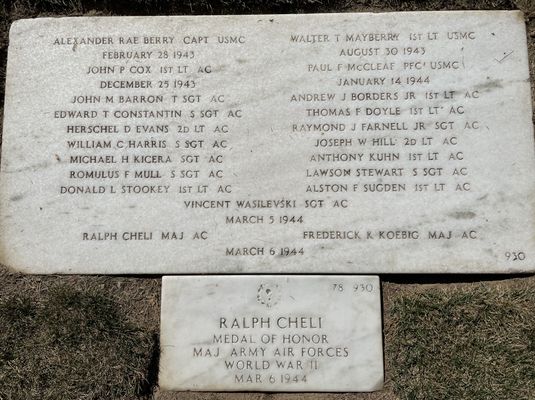 ALEXANDER RAE BERRY CAPT USMC
FEBRUARY 28 1943
JOHN P COX 1ST LT AC
DECEMBER 25 1943
JOHN M BARRON T SGT AC
EDWARD T CONSTANTIN S SGT AC
HERSCHEL D EVANS 2D LT AC
WILLIAM C HARRIS S SGT AC
MICHAEL H KICERA S SGT AC
ROMULUS F MULL S SGT AC
DONALD L STOOKEY 1ST LT AC
WALTER T MAYBERRY 1ST LT USMC
AUGUST 30 1943
PAUL F MCCLEAF PFC USMC
JANUARY 14 1944
ANDREW J BORDERS JR 1ST LT AC
THOMAS F DOYLE 1ST LT AC
RAYMOND J FARNELL JR SGT AC
JOSEPH W HILL 2D LT AC
ANTHONY KUHN 1ST LT AC
LAWSON STEWART S SGT AC
ALSTON F SUGDEN 1ST LT AC
VINCENT WASILEVSKI SGT AC
MARCH 5 1944
RALPH CHELI MAJ AC
FREDERICK K KOEBIG MAJ AC
MARCH 6 1944
930
78 930
RALPH CHELI
MEDAL OF HONOR
MAJ ARMY AIR FORCES
WORLD WAR II
MAR 6 1944